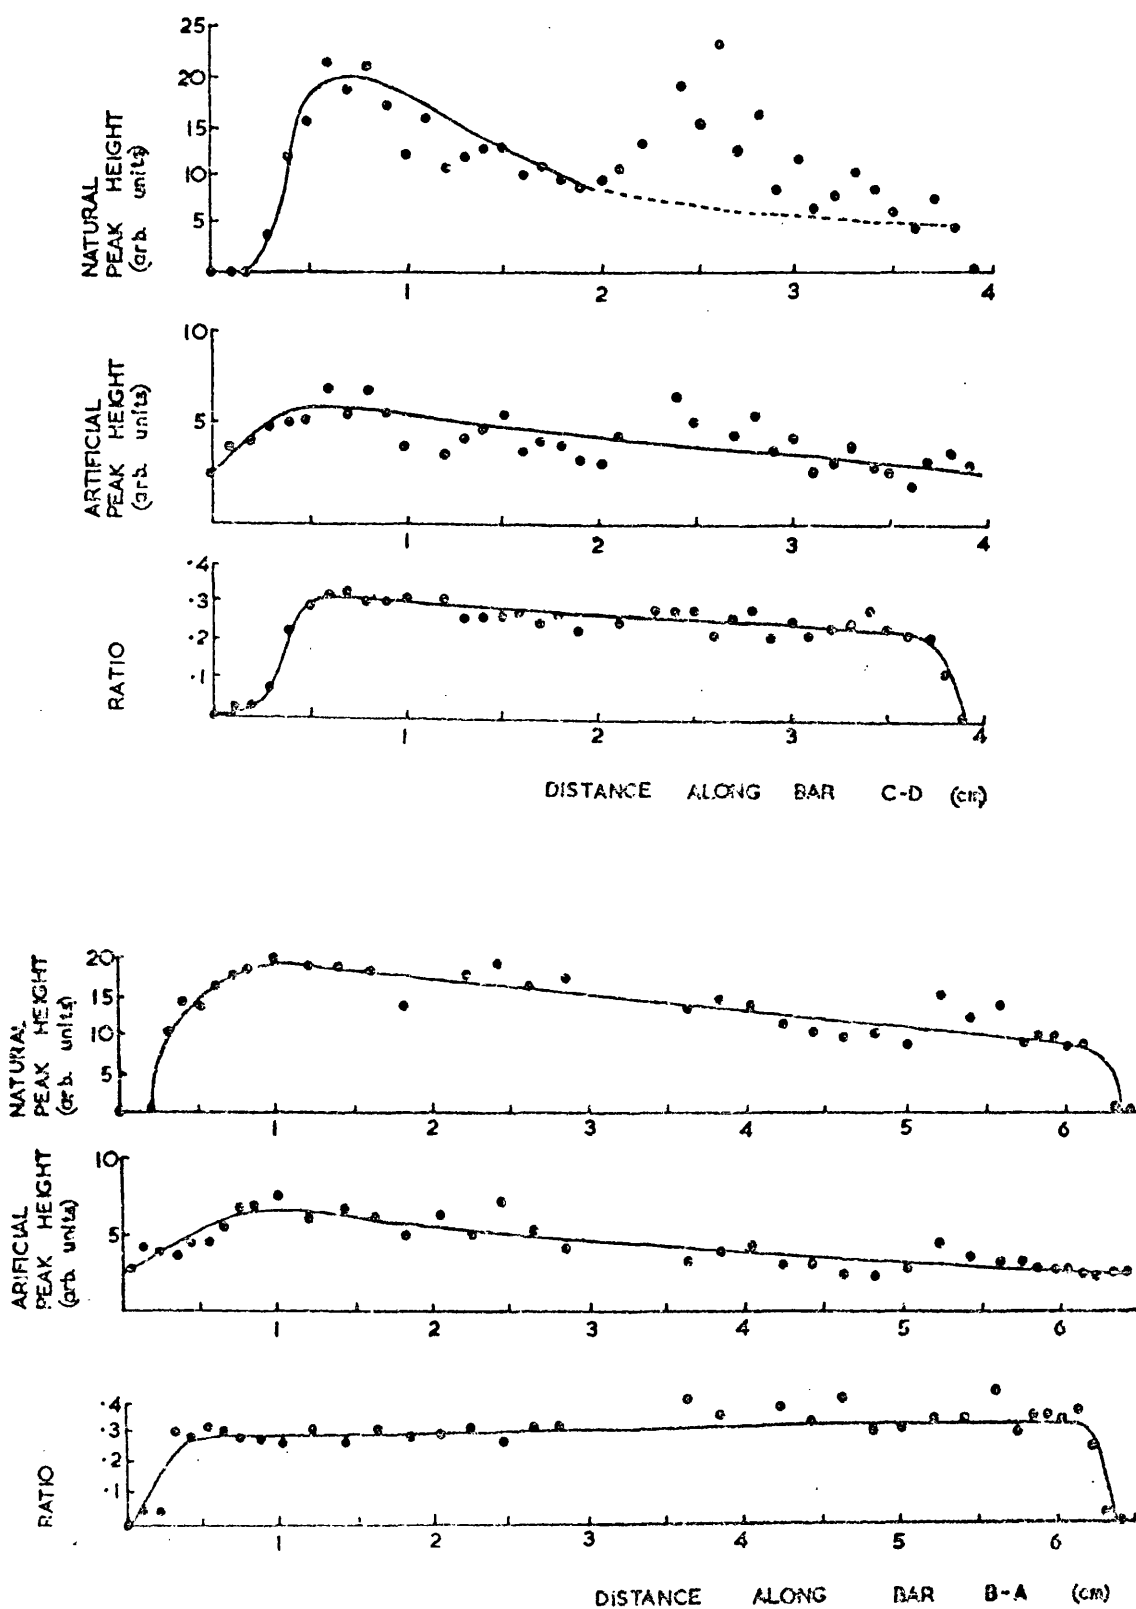 25
20
15
10
5
NATURAL
PEAK HEIGHT
(arb. units)
1 2 3 4
10
5
ARTIFICIAL
PEAK HEIGHT
(arb. units)
1 2 3 4
.4
.3
.2
.1
RATIO
1 2 3 4
DISTANCE ALONG BAR C-D (cm)
20
15
10
5
NATURAL
PEAK HEIGHT
(arb. units)
1 2 3 4 5 6
10
5
ARIFICIAL
PEAK HEIGHT
(arb. units)
1 2 3 4 5 6
.4
.3
.2
.1
RATIO
1 2 3 4 5 6
DISTANCE ALONG BAR B-A (cm)